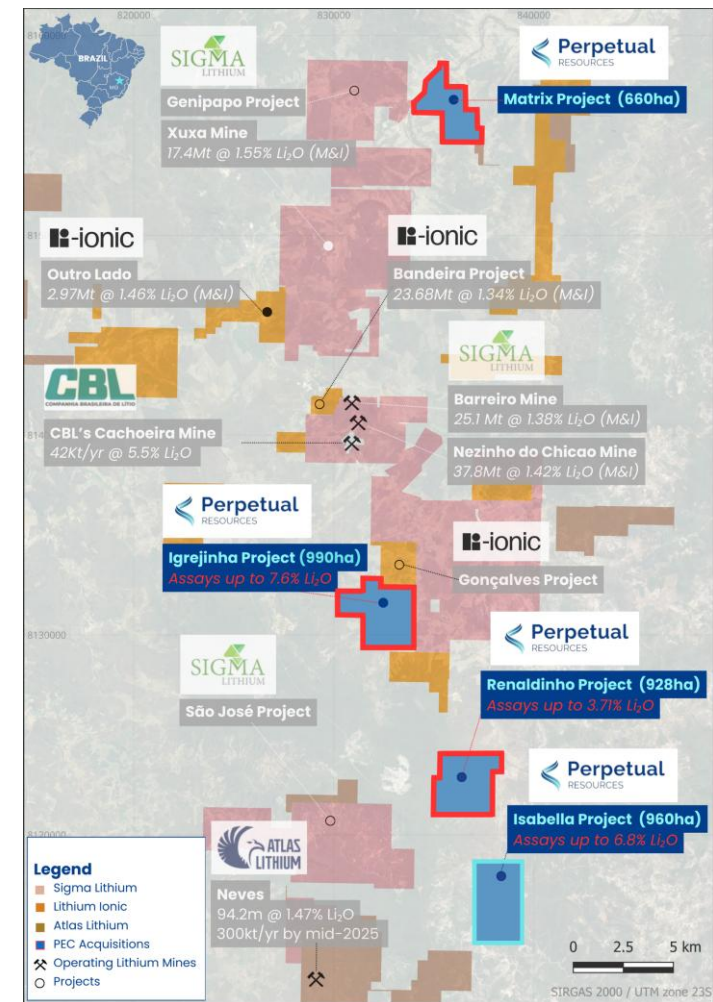 820000
830000
840000
8160000
BRAZIL
SIGMA
LITHIUM
Perpetual
RESOURCES
Genipapo Project
Matrix Project (660ha)
Xuxa Mine
17.4Mt @ 1.55% Li₂O (M&I)
-ionic
-ionic
Outro Lado
2.97Mt @ 1.46% Li₂O (M&I)
Bandeira Project
23.68Mt @ 1.34% Li₂O (M&I)
SIGMA
LITHIUM
CBL
COMPANHIA BRASILEIRA DE LÍTIO
Barreiro Mine
25.1 Mt @ 1.38% Li₂O (M&I)
CBL's Cachoeira Mine
42Kt/yr @ 5.5% Li₂O
Nezinho do Chicao Mine
37.8Mt @ 1.42% Li₂O (M&I)
Perpetual
RESOURCES
-ionic
Igrejinha Project (990ha)
Assays up to 7.6% Li₂O
Gonçalves Project
8130000
Perpetual
RESOURCES
SIGMA
LITHIUM
Renaldinho Project (928ha)
Assays up to 3.71% Li₂O
São José Project
Perpetual
RESOURCES
Isabella Project (960ha)
Assays up to 6.8% Li₂O
8120000
ATLAS
LITHIUM
Neves
94.2m @ 1.47% Li₂O
300kt/yr by mid-2025
Legend
Sigma Lithium
Lithium Ionic
Atlas Lithium
PEC Acquisitions
Operating Lithium Mines
Projects
0 2.5 5 km
SIRGAS 2000 / UTM zone 23S